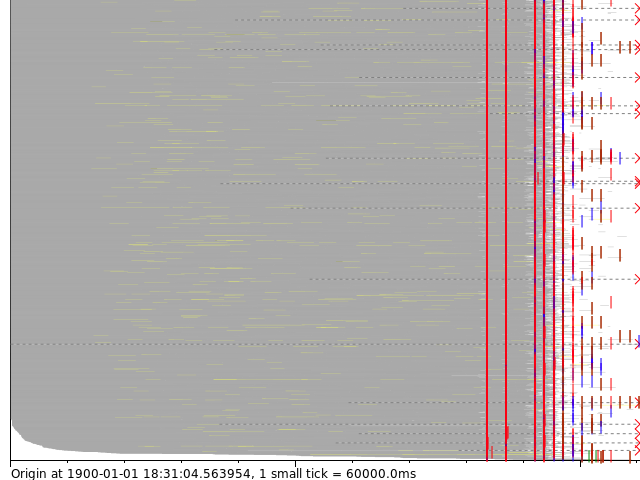 Origin at 1900-01-01 18:31:04.563954, 1 small tick = 60000.0ms